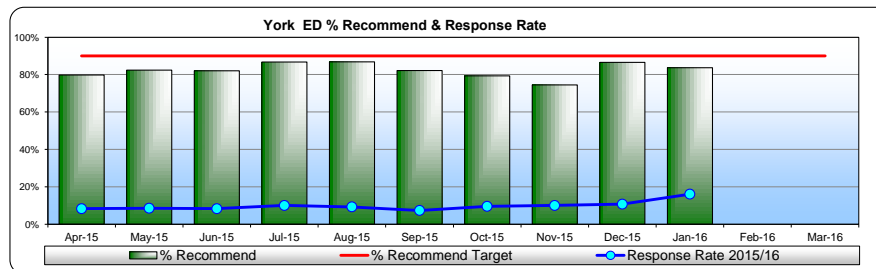 York ED % Recommend & Response Rate
100%
80%
60%
40%
20%
0%
Apr-15 May-15 Jun-15 Jul-15 Aug-15 Sep-15 Oct-15 Nov-15 Dec-15 Jan-16 Feb-16 Mar-16
% Recommend % Recommend Target Response Rate 2015/16